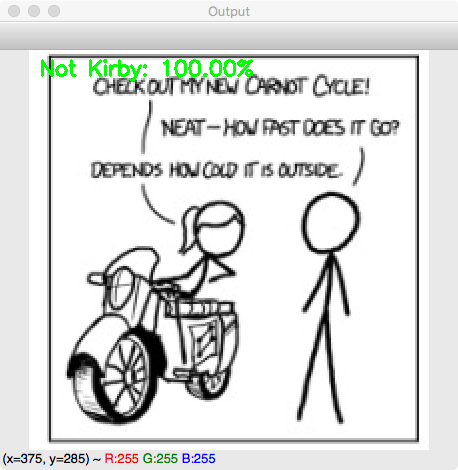 Output
Not Kirby: 100.00%
CHECK OUT MY NEW CARNOT CYCLE!
NEAT—HOW FAST DOES IT GO?
DEPENDS HOW COLD IT IS OUTSIDE.
(x=375, y=285) ~ R:255 G:255 B:255